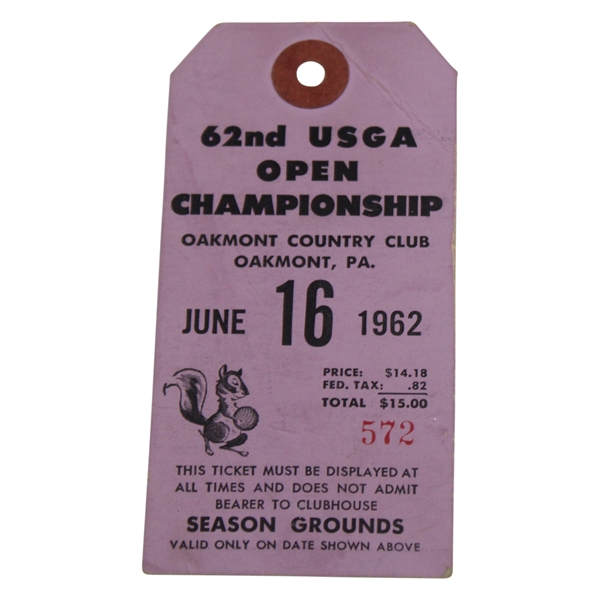 62nd USGA
OPEN
CHAMPIONSHIP
OAKMONT COUNTRY CLUB
OAKMONT, PA.
JUNE 16 1962
PRICE: $14.18
FED. TAX: .82
TOTAL $15.00
572
THIS TICKET MUST BE DISPLAYED AT
ALL TIMES AND DOES NOT ADMIT
BEARER TO CLUBHOUSE
SEASON GROUNDS
VALID ONLY ON DATE SHOWN ABOVE